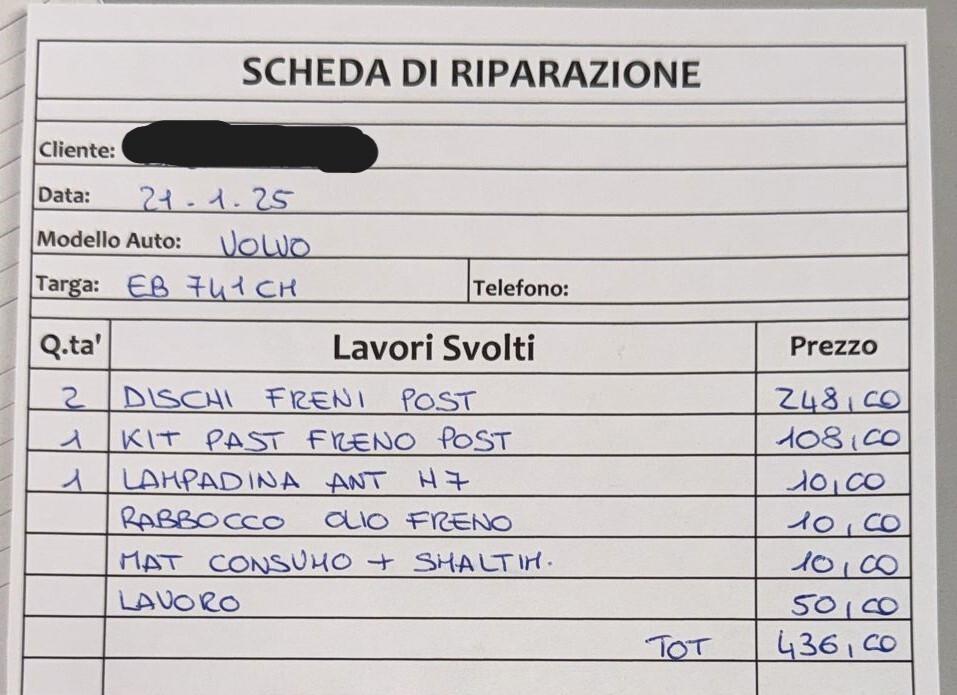 SCHEDA DI RIPARAZIONE
Cliente:
Data: 21.1.25
Modello Auto: VOLVO
Targa: EB 741CH Telefono:
Q.ta' Lavori Svolti Prezzo
2 DISCHI FRENI POST 248,00
1 KIT PAST FRENO POST 108,00
1 LAMPADINA ANT H7 10,00
RABBOCCO OLIO FRENO 10,00
MAT CONSUMO + SMALTIM. 10,00
LAVORO 50,00
TOT 436,00